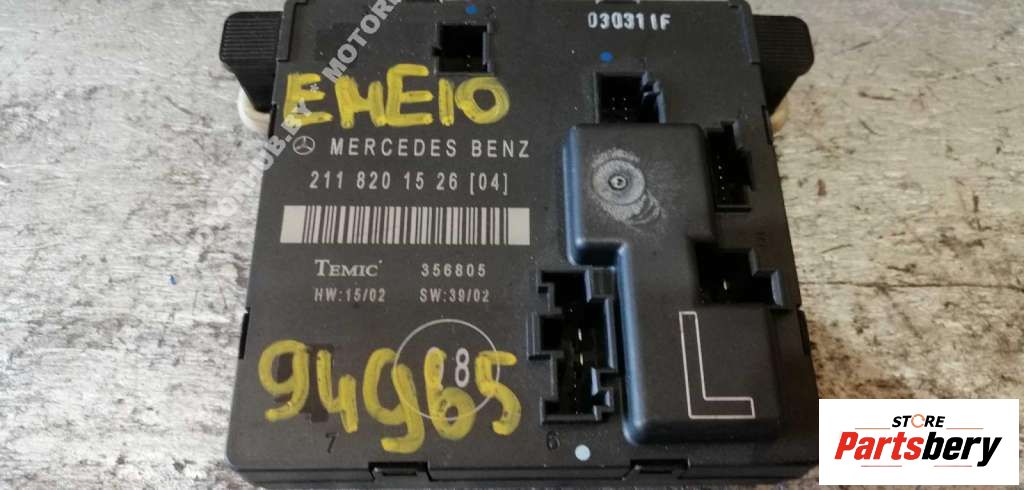 030311F
EHE10
MERCEDES BENZ
211 820 15 26 [04]
TEMIC 356805
HW:15/02 SW:39/02
8
94965
7
6
L
STORE
Partsbery